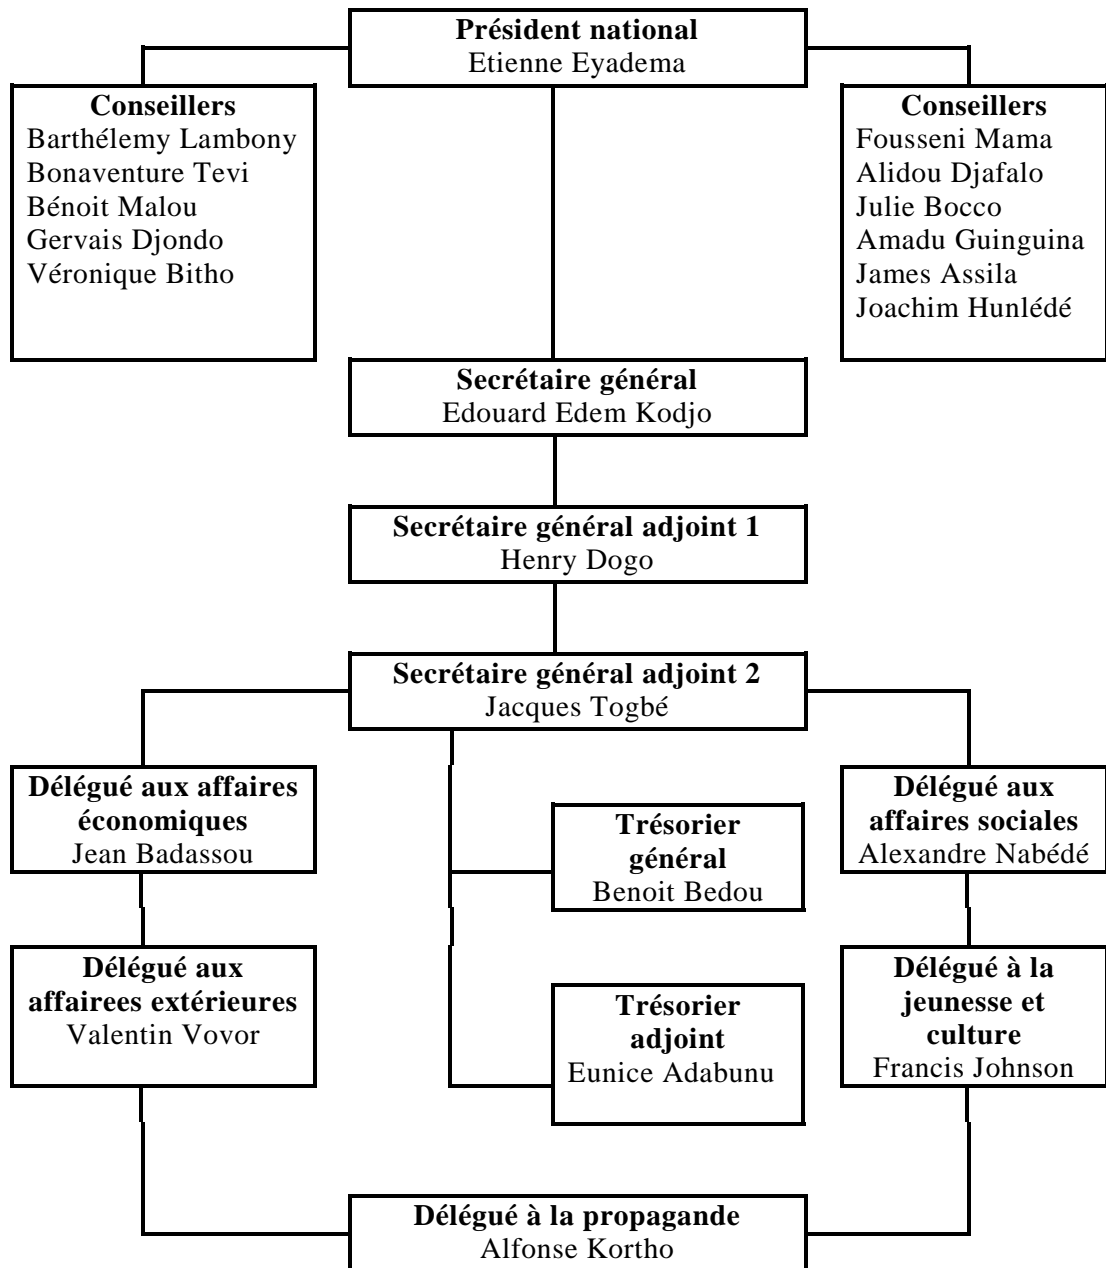 Président national
Etienne Eyadema
Conseillers
Barthélemy Lambony
Bonaventure Tevi
Bénoit Malou
Gervais Djondo
Véronique Bitho
Conseillers
Fousseni Mama
Alidou Djafalo
Julie Bocco
Amadu Guinguina
James Assila
Joachim Hunlédé
Secrétaire général
Edouard Edem Kodjo
Secrétaire général adjoint 1
Henry Dogo
Secrétaire général adjoint 2
Jacques Togbé
Délégué aux affaires
économiques
Jean Badassou
Trésorier
général
Benoit Bedou
Délégué aux
affaires sociales
Alexandre Nabédé
Délégué aux
affairees extérieures
Valentin Vovor
Trésorier
adjoint
Eunice Adabunu
Délégué à la
jeunesse et
culture
Francis Johnson
Délégué à la propagande
Alfonse Kortho